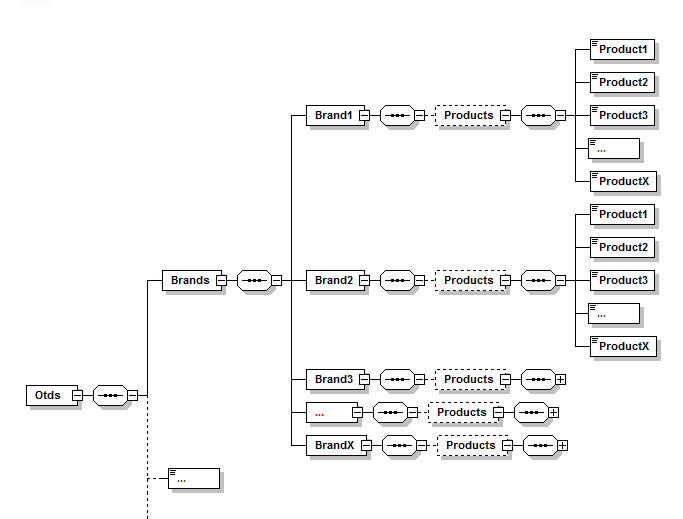 Product1
Product2
Brand1 Products Product3
...
ProductX
Product1
Product2
Brands Brand2 Products Product3
...
ProductX
Brand3 Products
Otds
... Products
BrandX Products
...